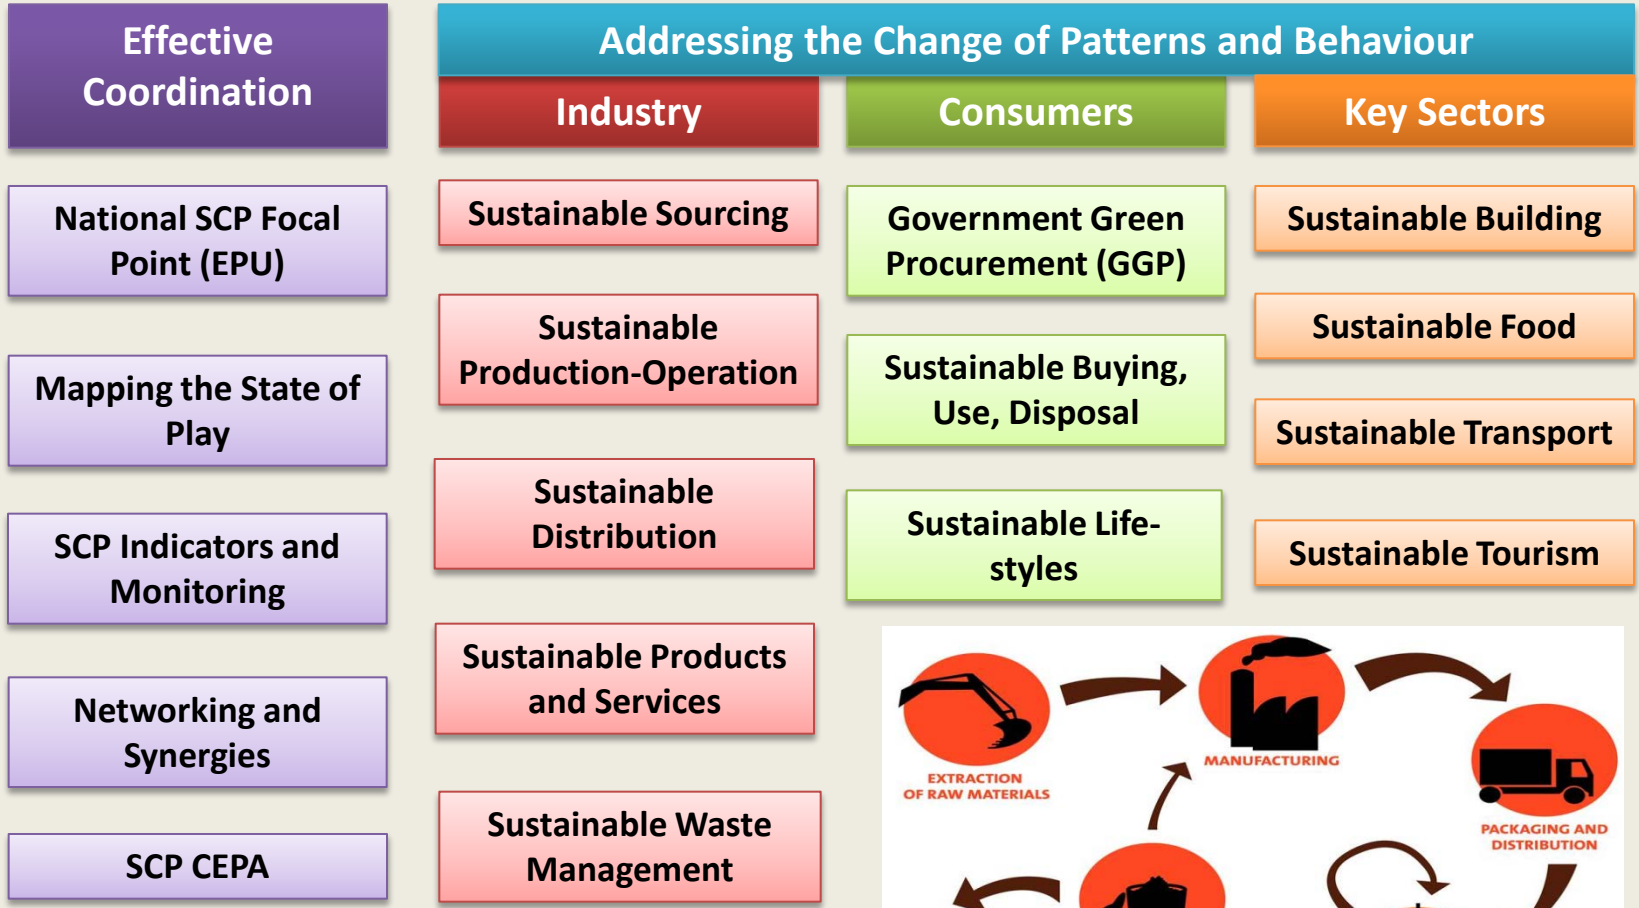 Effective
Coordination
National SCP Focal
Point (EPU)
Mapping the State of
Play
SCP Indicators and
Monitoring
Networking and
Synergies
SCP CEPA
Addressing the Change of Patterns and Behaviour
Industry
Sustainable Sourcing
Sustainable
Production-Operation
Sustainable
Distribution
Sustainable Products
and Services
Sustainable Waste
Management
Consumers
Government Green
Procurement (GGP)
Sustainable Buying,
Use, Disposal
Sustainable Life-
styles
Key Sectors
Sustainable Building
Sustainable Food
Sustainable Transport
Sustainable Tourism
EXTRACTION
OF RAW MATERIALS
MANUFACTURING
PACKAGING AND
DISTRIBUTION